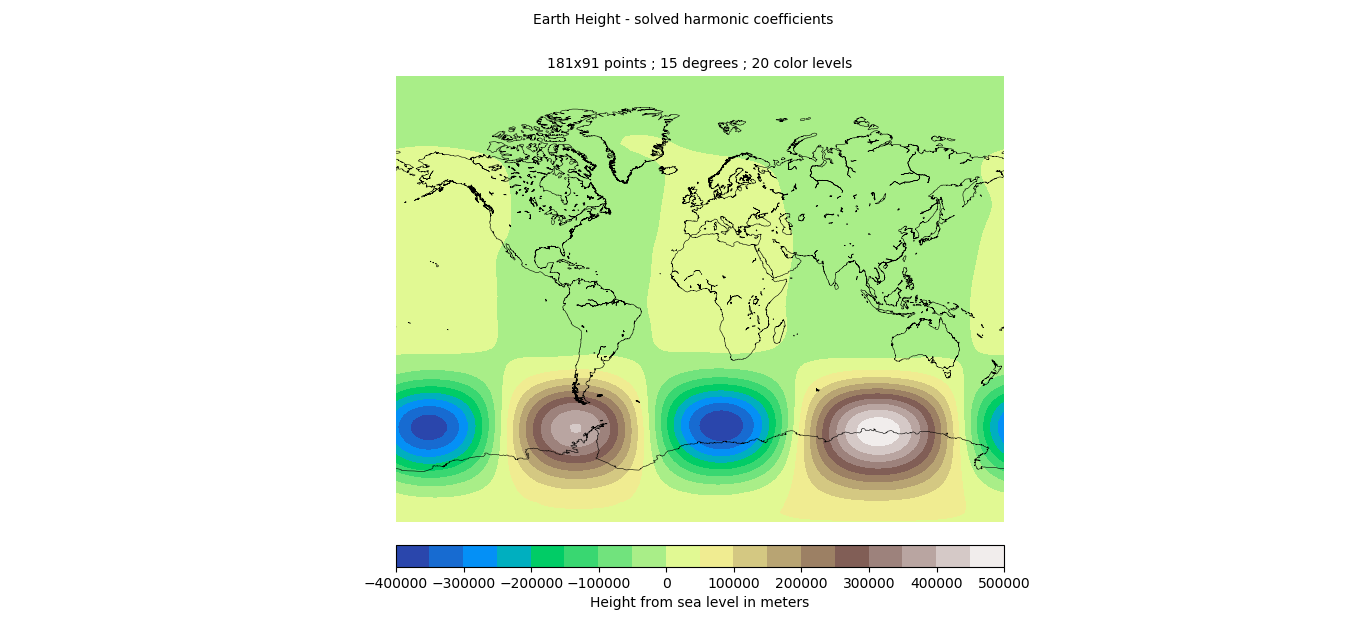 Earth Height - solved harmonic coefficients
181x91 points ; 15 degrees ; 20 color levels
−400000 −300000 −200000 −100000 0 100000 200000 300000 400000 500000
Height from sea level in meters